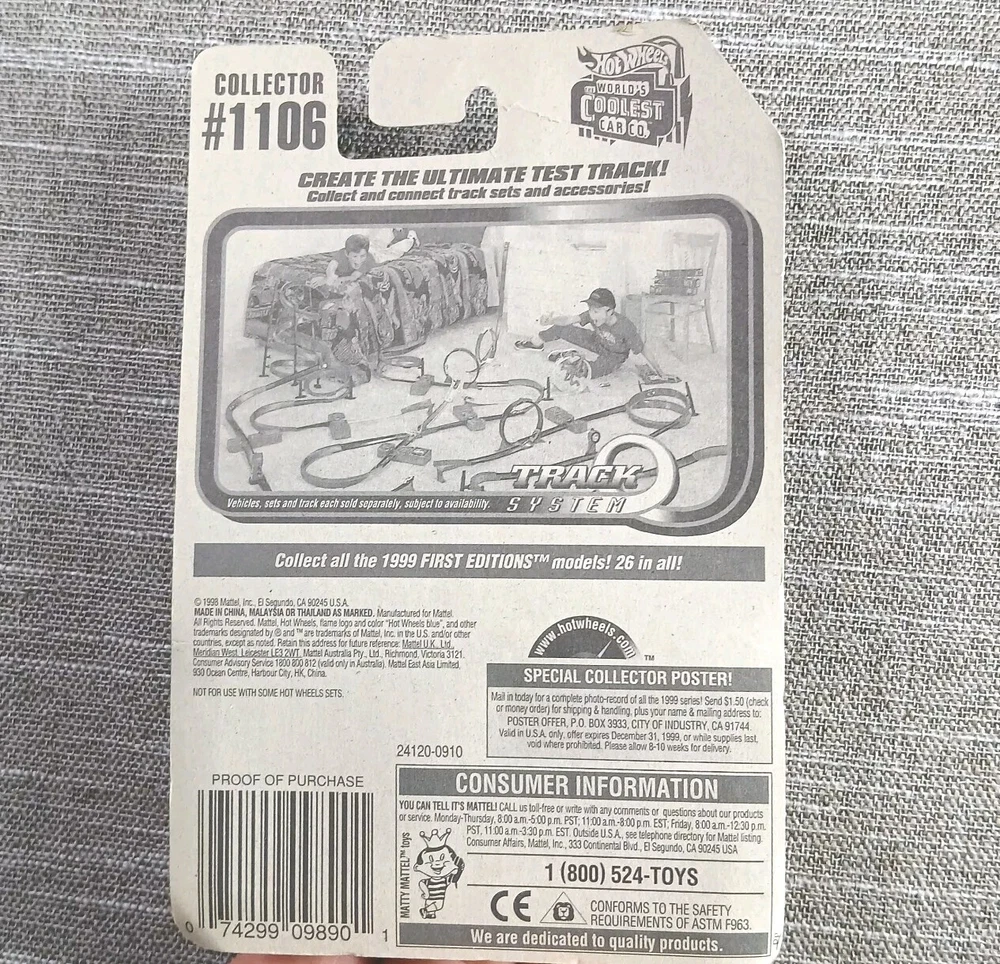 COLLECTOR
#1106
Hot Wheels
THE WORLD'S
COOLEST
CAR CO.
CREATE THE ULTIMATE TEST TRACK!
Collect and connect track sets and accessories!
TRACK
SYSTEM
Vehicles, sets and track each sold separately, subject to availability.
Collect all the 1999 FIRST EDITIONS™ models! 26 in all!
© 1998 Mattel, Inc., El Segundo, CA 90245 U.S.A.
MADE IN CHINA, MALAYSIA OR THAILAND AS MARKED. Manufactured for Mattel.
All Rights Reserved. Mattel, Hot Wheels, flame logo and color "Hot Wheels blue", and other
trademarks designated by ® and ™ are trademarks of Mattel, Inc. in the U.S. and/or other
countries, except as noted. Retain this address for future reference: Mattel U.K., Ltd.,
Meridian West, Leicester LE3 2WT. Mattel Australia Pty., Ltd., Richmond, Victoria 3121.
Consumer Advisory Service 1800 800 812 (valid only in Australia). Mattel East Asia Limited,
930 Ocean Centre, Harbour City, HK, China.
NOT FOR USE WITH SOME HOT WHEELS SETS.
24120-0910
www.hotwheels.com
TM
SPECIAL COLLECTOR POSTER!
Mail in today for a complete photo-record of all the 1999 series! Send $1.50 (check
or money order) for shipping & handling, plus your name & mailing address to:
POSTER OFFER, P.O. BOX 3933, CITY OF INDUSTRY, CA 91744.
Valid in U.S.A. only, offer expires December 31, 1999, or while supplies last,
void where prohibited. Please allow 8-10 weeks for delivery.
PROOF OF PURCHASE
0 74299 09890 1
CONSUMER INFORMATION
YOU CAN TELL IT'S MATTEL! CALL us toll-free or write with any comments or questions about our products
or service. Monday-Thursday, 8:00 a.m.-5:00 p.m. PST; 11:00 a.m.-8:00 p.m. EST; Friday, 8:00 a.m.-12:30 p.m.
PST, 11:00 a.m.-3:30 p.m. EST. Outside U.S.A., see telephone directory for Mattel listing.
Consumer Affairs, Mattel, Inc., 333 Continental Blvd., El Segundo, CA 90245 USA
MATTY MATTEL™ toys
1 (800) 524-TOYS
CE
CONFORMS TO THE SAFETY
REQUIREMENTS OF ASTM F963.
We are dedicated to quality products.